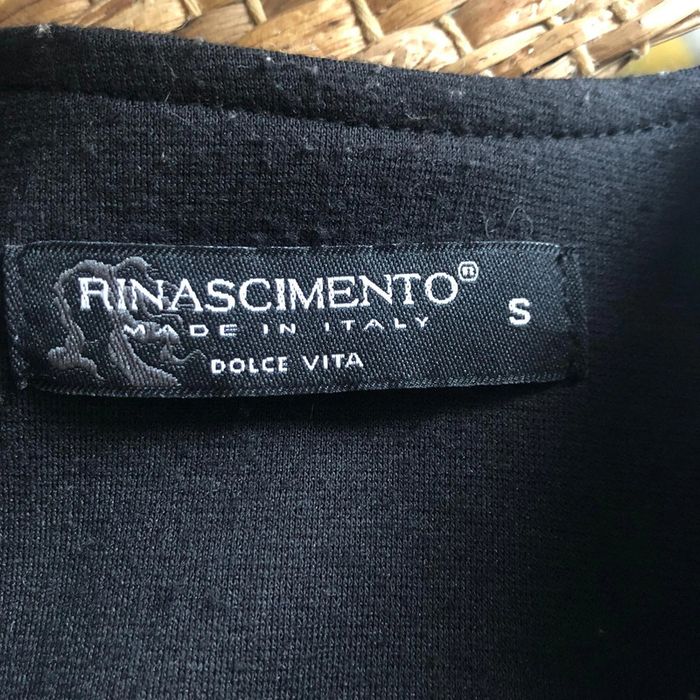 RINASCIMENTO®
MADE IN ITALY
DOLCE VITA
S